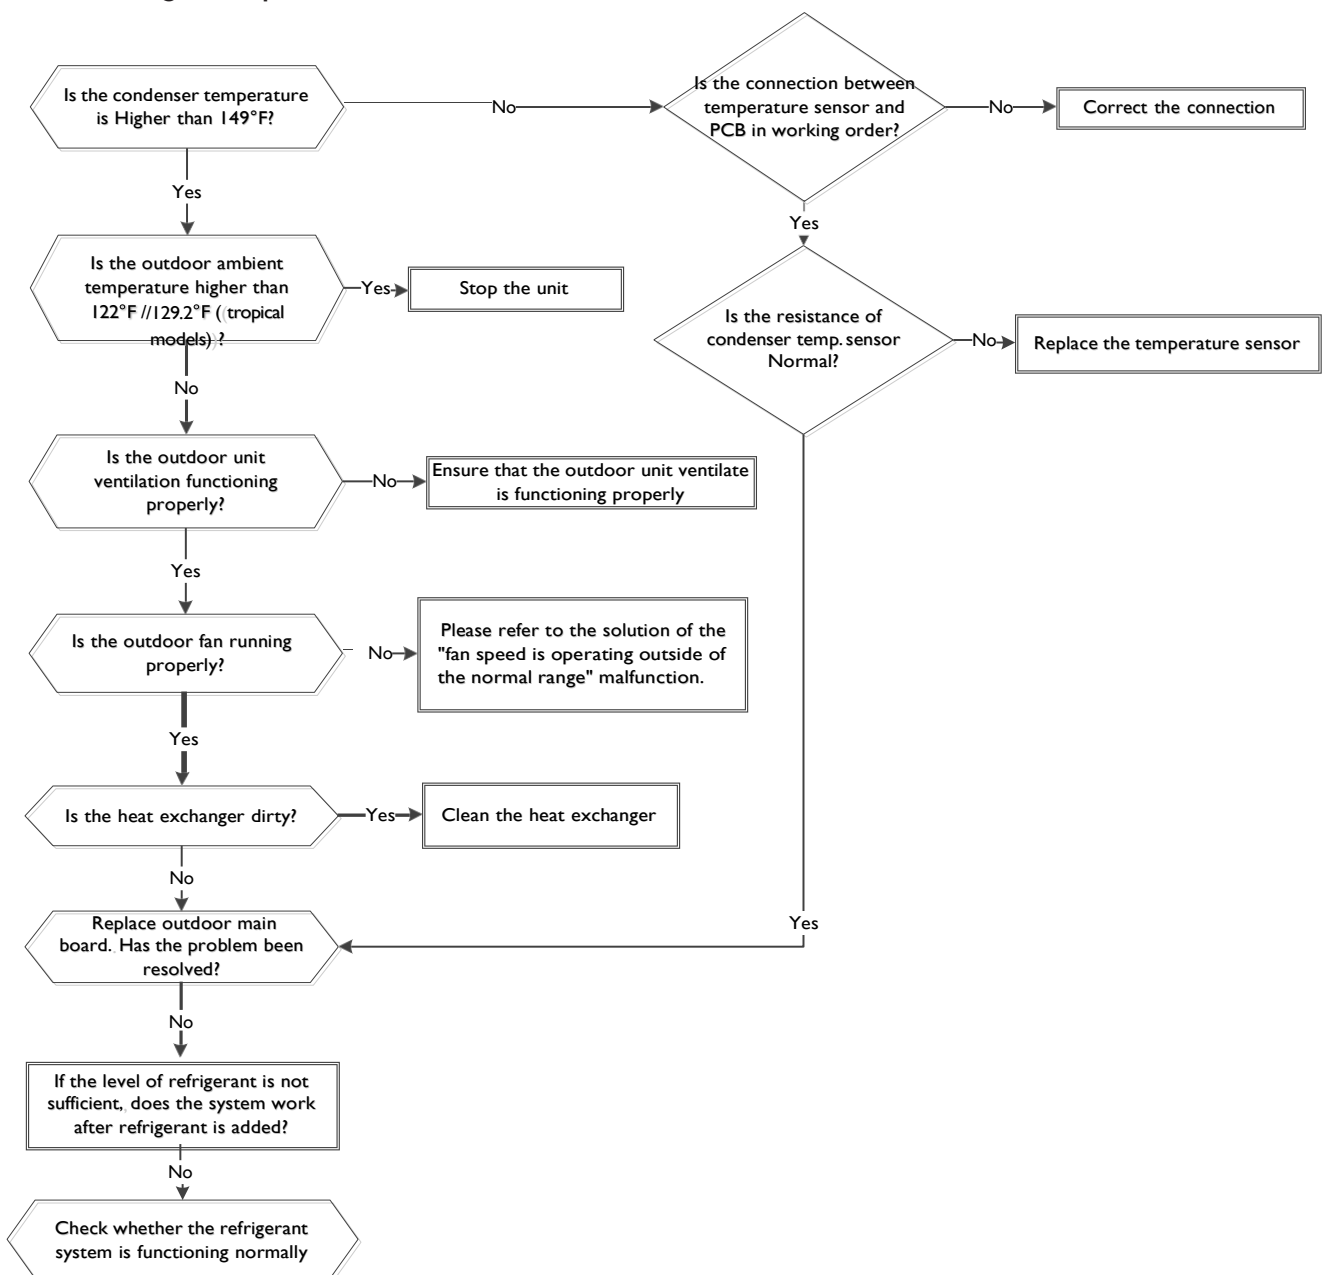 Is the condenser temperature
is Higher than 149°F?
No
Is the connection between
temperature sensor and
PCB in working order?
No
Correct the connection
Yes
Yes
Is the outdoor ambient
temperature higher than
122°F //129.2°F ( (tropical
models) ) ?
Yes
Stop the unit
Is the resistance of
condenser temp. sensor
Normal?
No
Replace the temperature sensor
No
Is the outdoor unit
ventilation functioning
properly?
No
Ensure that the outdoor unit ventilate
is functioning properly
Yes
Is the outdoor fan running
properly?
No
Please refer to the solution of the
"fan speed is operating outside of
the normal range" malfunction.
Yes
Is the heat exchanger dirty?
Yes
Clean the heat exchanger
No
Yes
Replace outdoor main
board. Has the problem been
resolved?
No
If the level of refrigerant is not
sufficient, does the system work
after refrigerant is added?
No
Check whether the refrigerant
system is functioning normally